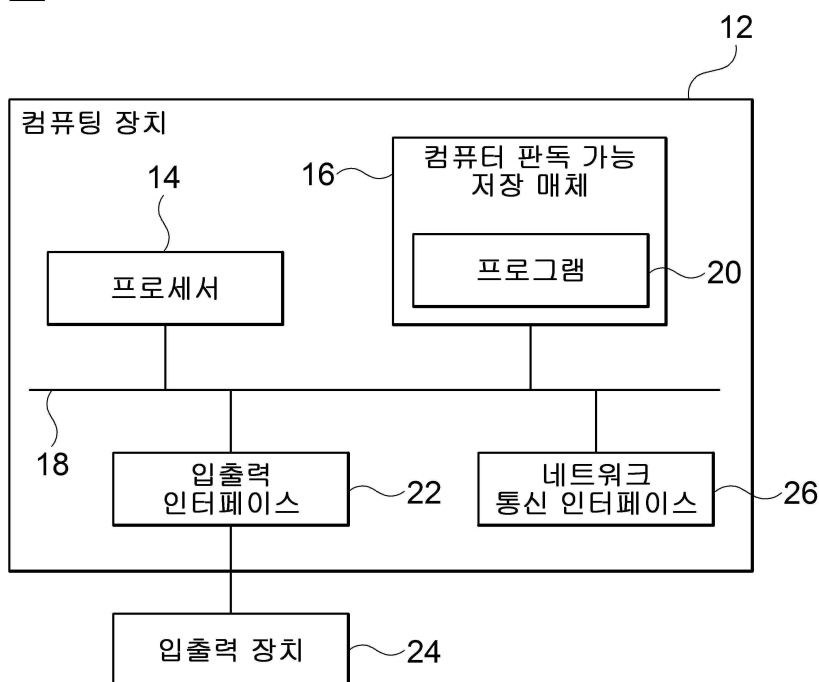 12
컴퓨팅 장치
14
16
컴퓨터 판독 가능
저장 매체
프로세서
프로그램
20
18
입출력
인터페이스
22
네트워크
통신 인터페이스
26
입출력 장치
24